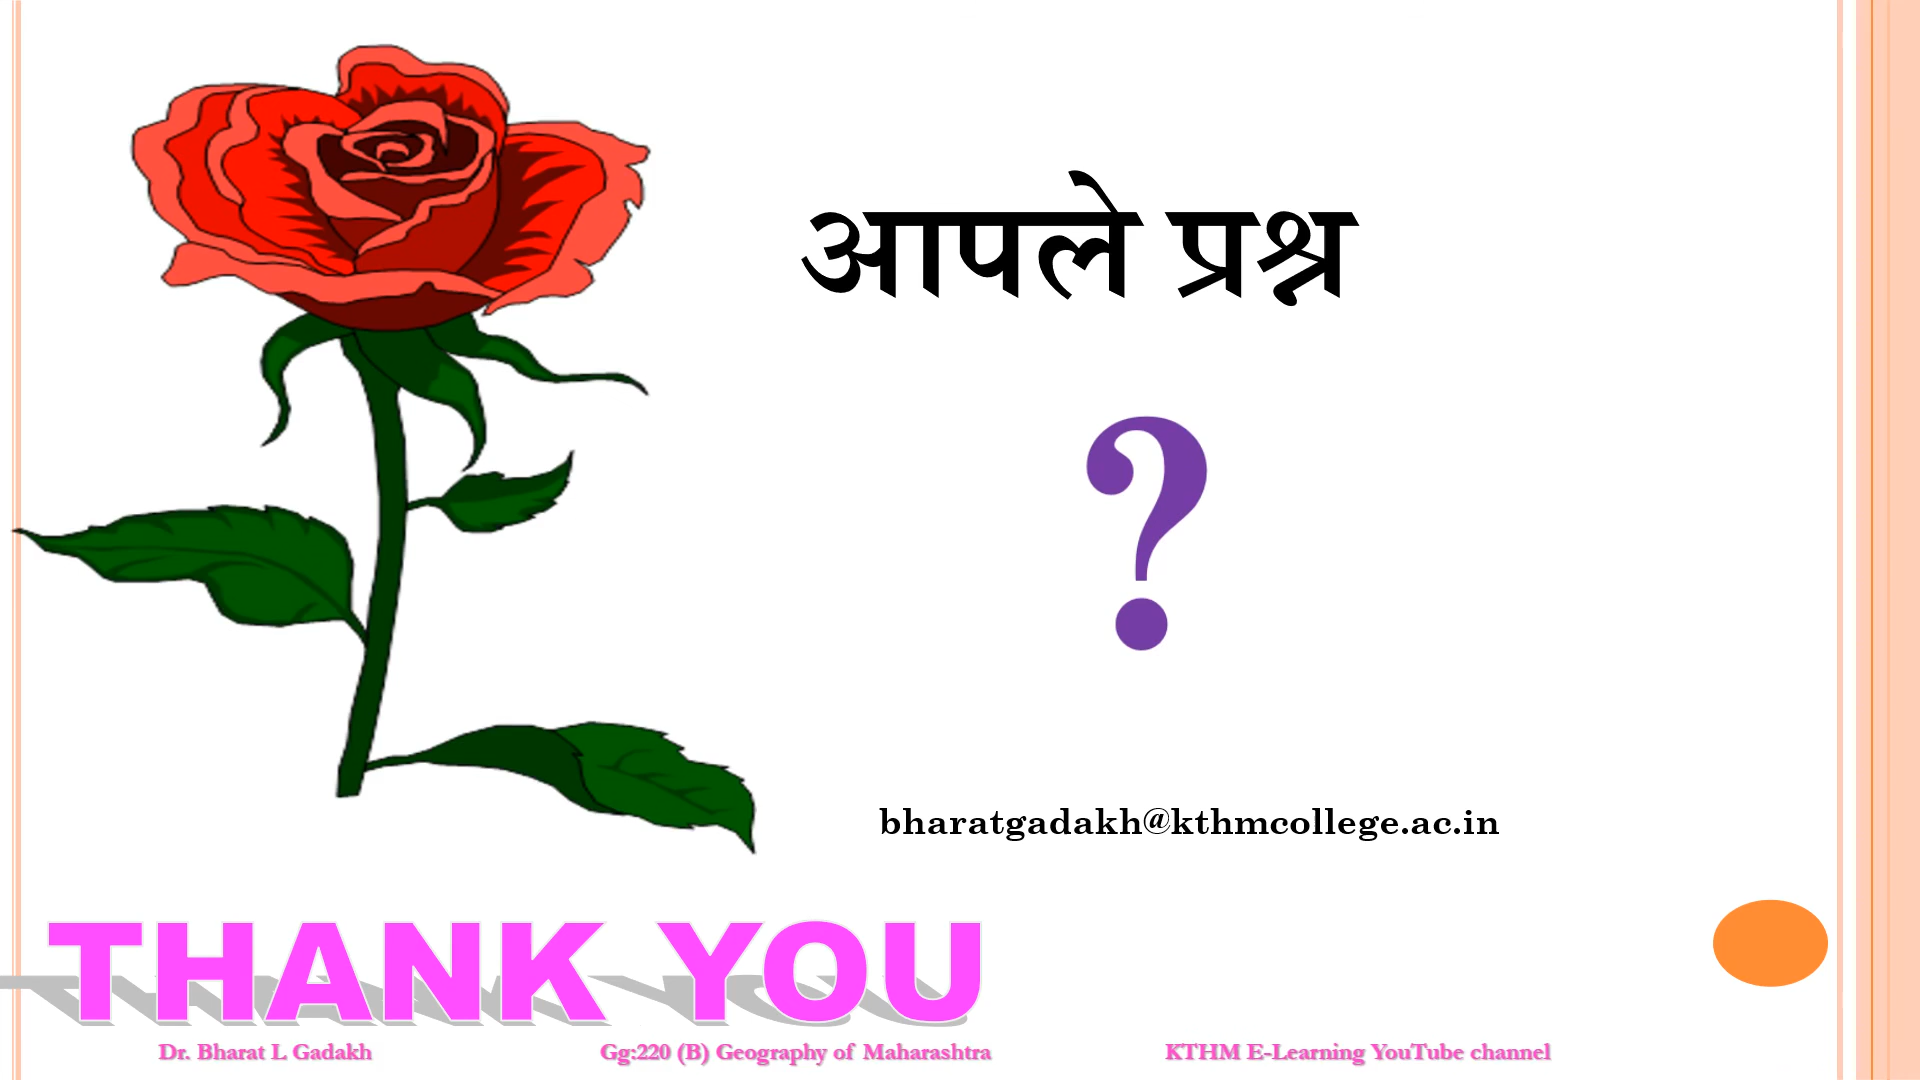 आपले प्रश्न
?
bharatgadakh@kthmcollege.ac.in
THANK YOU
Dr. Bharat L Gadakh Gg:220 (B) Geography of Maharashtra KTHM E-Learning YouTube channel